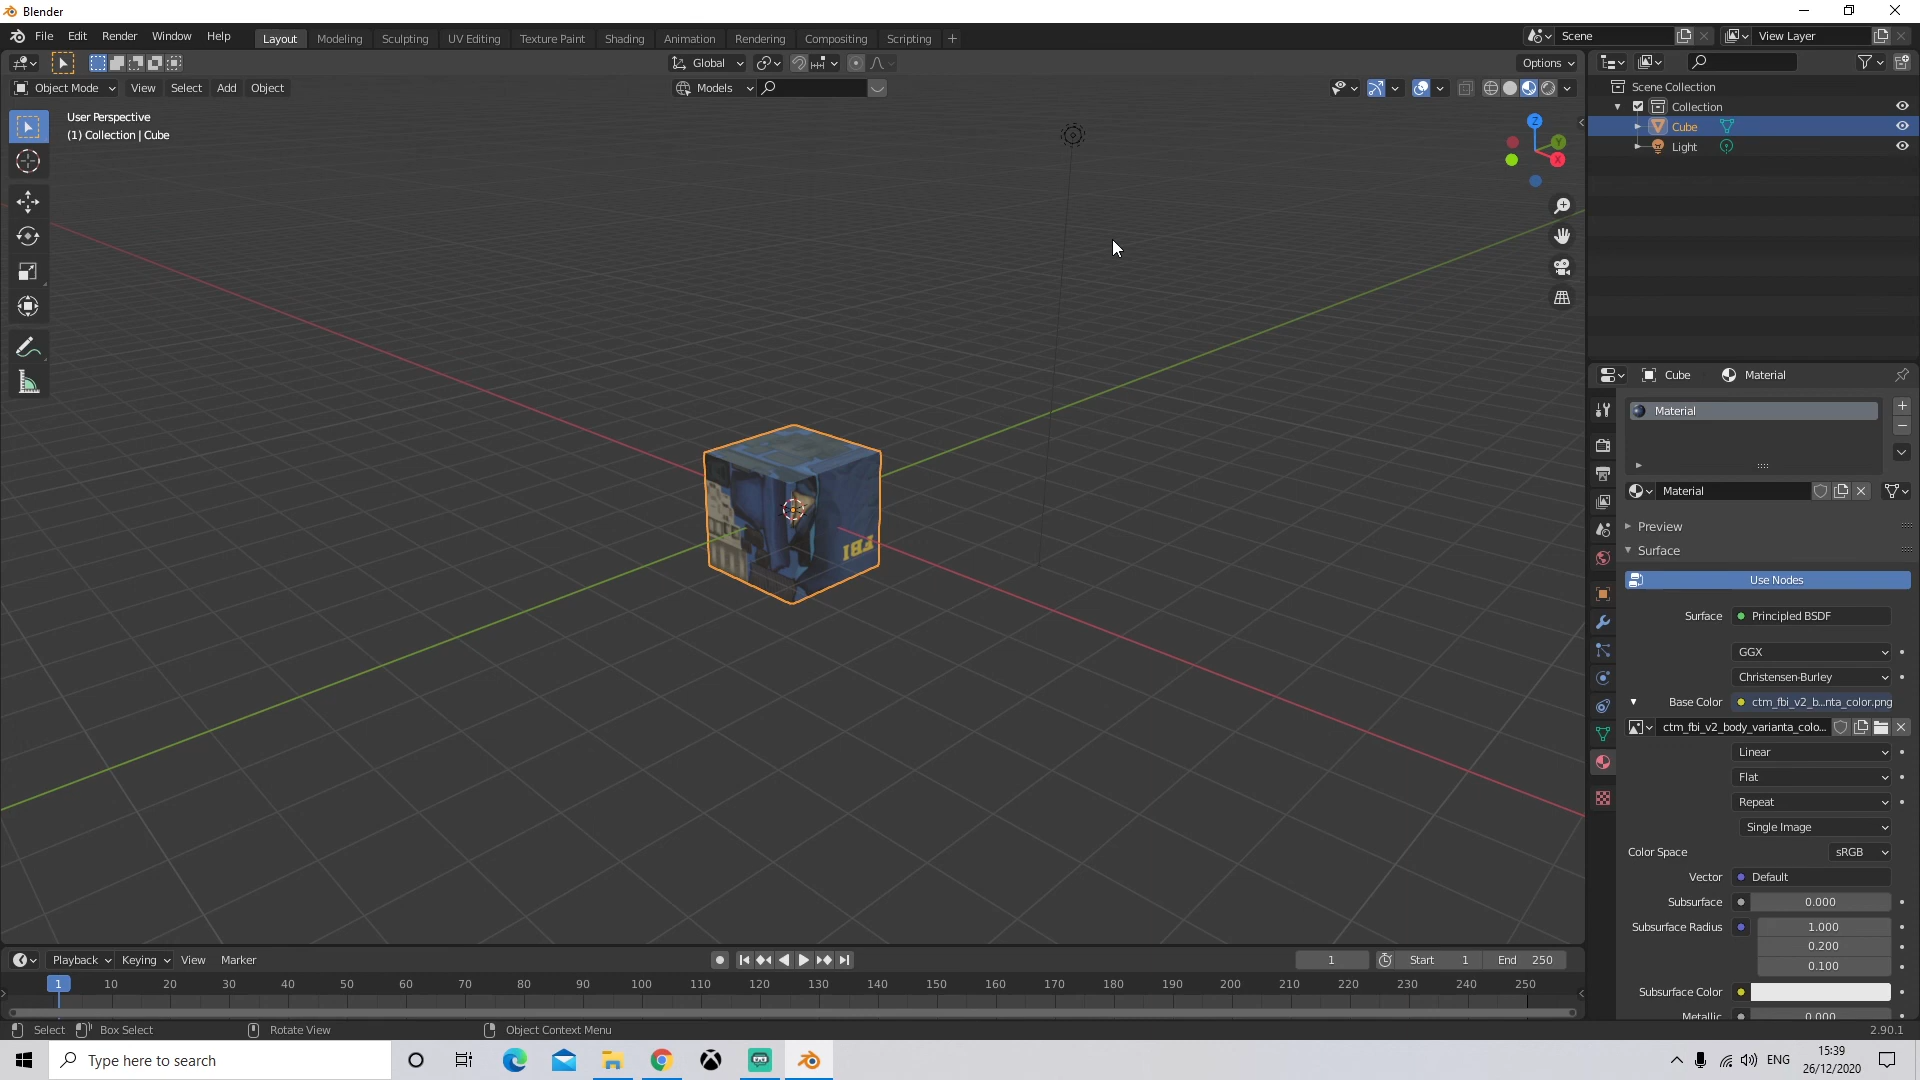 Blender
File Edit Render Window Help Layout Modeling Sculpting UV Editing Texture Paint Shading Animation Rendering Compositing Scripting + Scene View Layer
Global Options
Object Mode View Select Add Object Models
User Perspective
(1) Collection | Cube
Z
Y
X
FBI
Scene Collection
Collection
Cube
Light
Cube Material
Material
Material
Preview
Surface
Use Nodes
Surface Principled BSDF
GGX
Christensen-Burley
Base Color ctm_fbi_v2_b...nta_color.png
ctm_fbi_v2_body_varianta_colo...
Linear
Flat
Repeat
Single Image
Color Space sRGB
Vector Default
Subsurface 0.000
Subsurface Radius 1.000
0.200
0.100
Subsurface Color
Metallic 0.000
Playback Keying View Marker 1 Start 1 End 250
1 10 20 30 40 50 60 70 80 90 100 110 120 130 140 150 160 170 180 190 200 210 220 230 240 250
Select Box Select Rotate View Object Context Menu 2.90.1
Type here to search ENG 15:39
26/12/2020